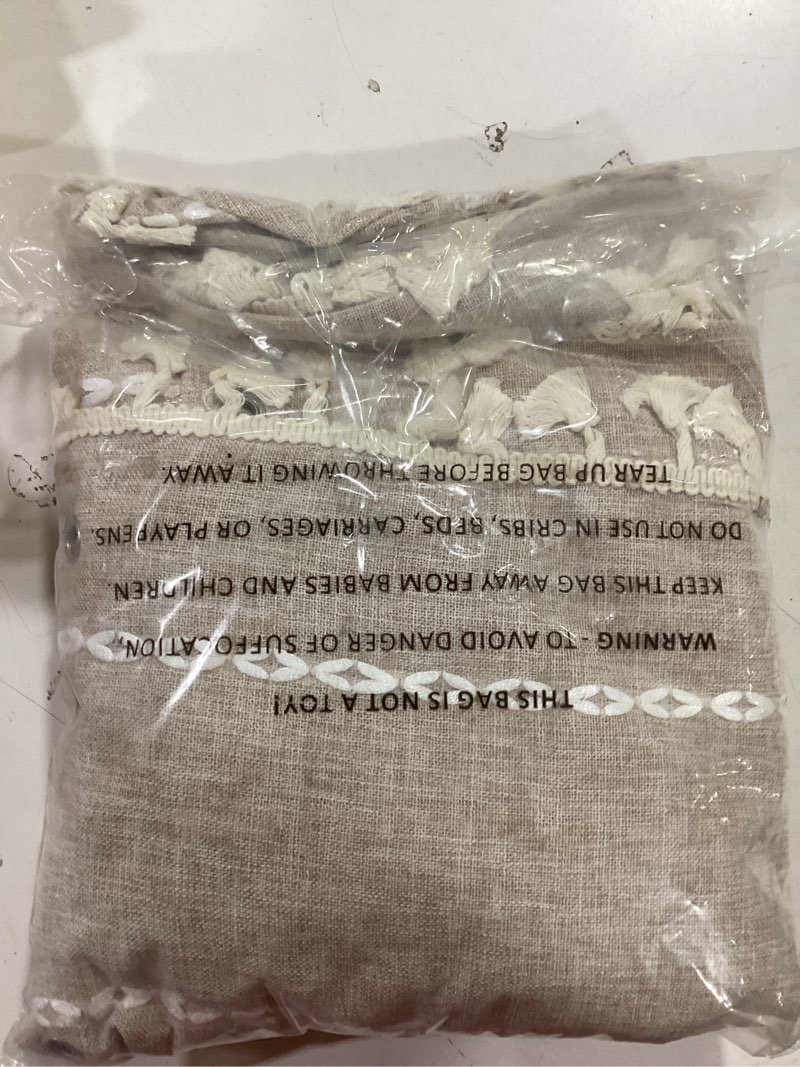 THIS BAG IS NOT A TOY!
WARNING - TO AVOID DANGER OF SUFFOCATION,
KEEP THIS BAG AWAY FROM BABIES AND CHILDREN.
DO NOT USE IN CRIBS, BEDS, CARRIAGES, OR PLAYPENS.
TEAR UP BAG BEFORE THROWING IT AWAY.